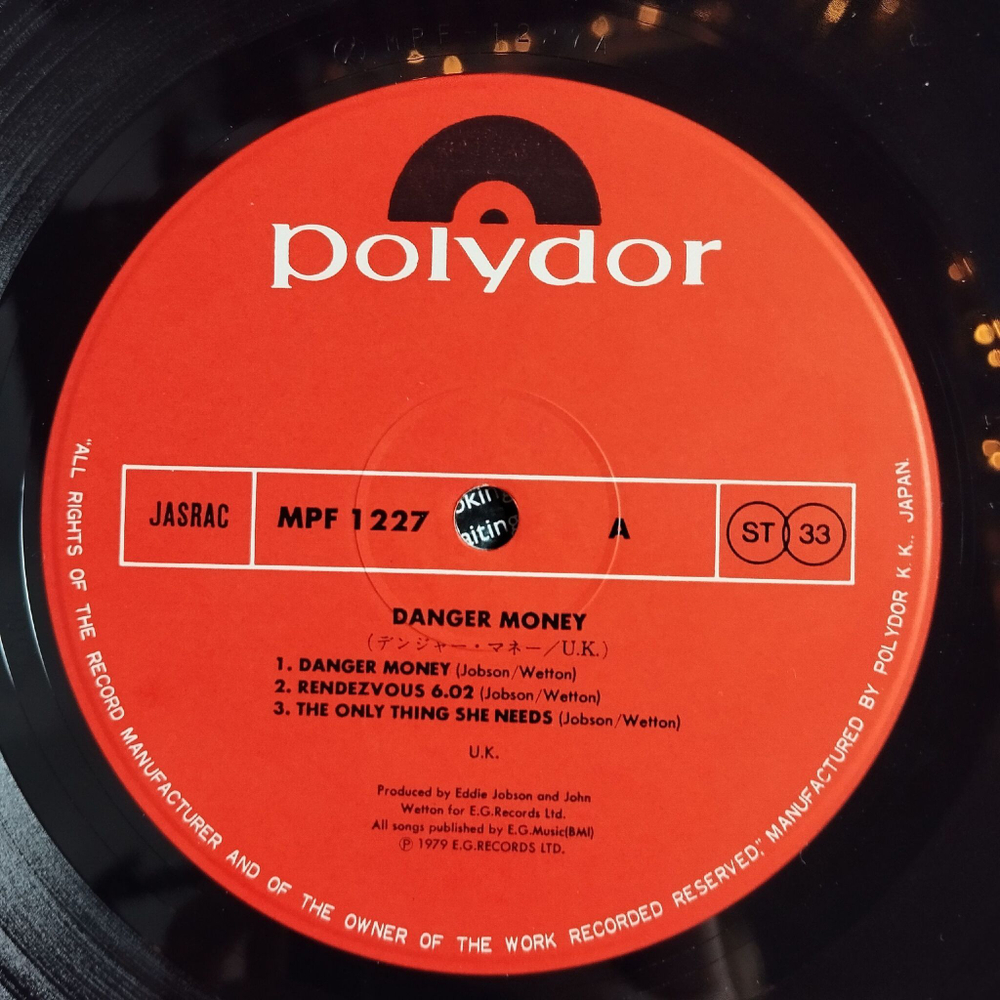 polydor
JASRAC
MPF 1227
A
ST 33
DANGER MONEY
(デンジャー・マネー/U.K.)
1. DANGER MONEY (Jobson/Wetton)
2. RENDEZVOUS 6.02 (Jobson/Wetton)
3. THE ONLY THING SHE NEEDS (Jobson/Wetton)
U.K.
Produced by Eddie Jobson and John
Wetton for E.G.Records Ltd.
All songs published by E.G.Music(BMI)
Ⓟ 1979 E.G.RECORDS LTD.
"ALL RIGHTS OF THE RECORD MANUFACTURER AND OF THE OWNER OF THE WORK RECORDED RESERVED." MANUFACTURED BY POLYDOR K.K., JAPAN.